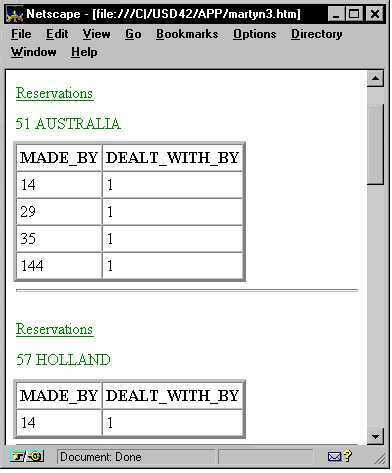 Netscape - [file:///C|/USD42/APP/martyn3.htm]
File Edit View Go Bookmarks Options Directory
Window Help
Reservations
51 AUSTRALIA
MADE_BY DEALT_WITH_BY
14 1
29 1
35 1
144 1
Reservations
57 HOLLAND
MADE_BY DEALT_WITH_BY
14 1
Document: Done ?